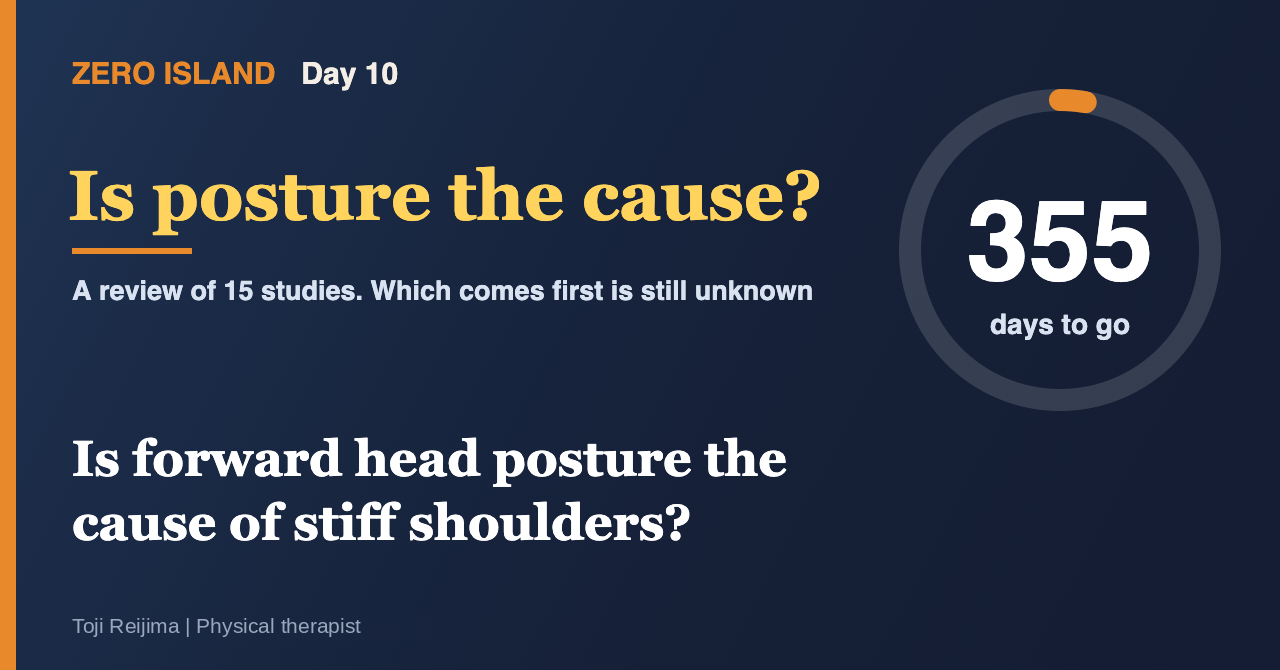 ZERO ISLAND Day 10
Is posture the cause?
A review of 15 studies. Which comes first is still unknown
355
days to go
Is forward head posture the
cause of stiff shoulders?
Toji Reijima | Physical therapist